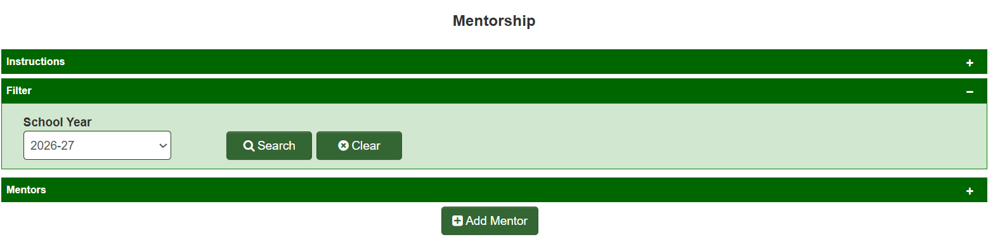 Mentorship
Instructions
Filter
School Year
2026-27
Search
Clear
Mentors
Add Mentor